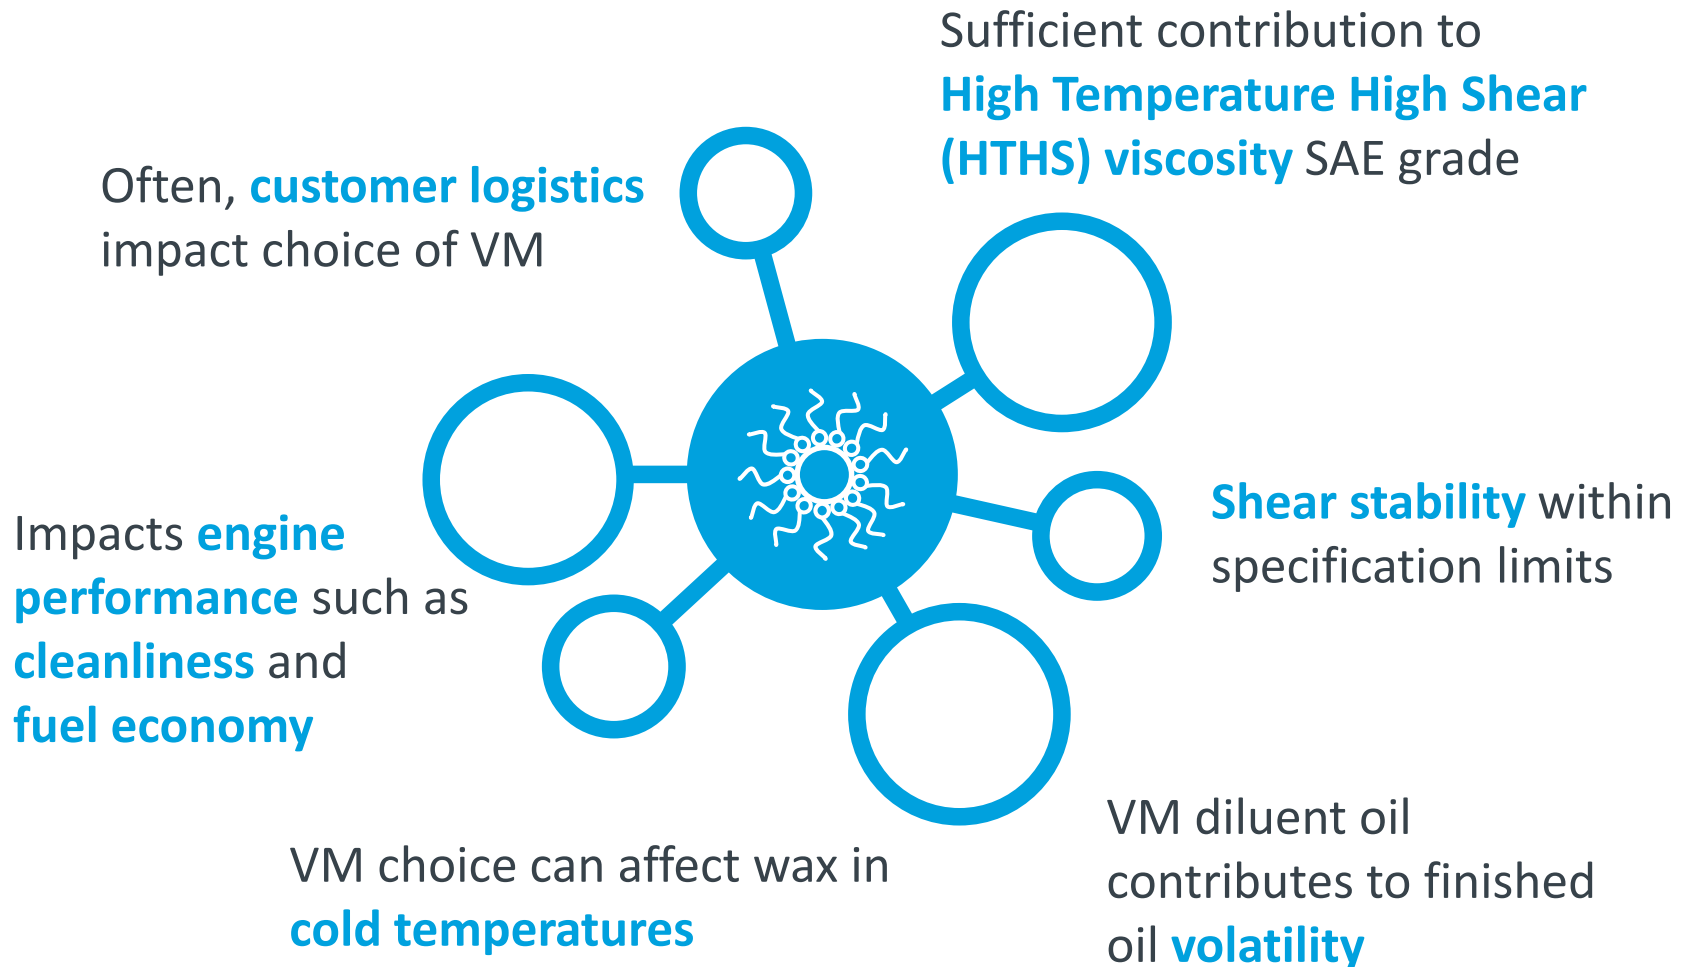 Sufficient contribution to
High Temperature High Shear
(HTHS) viscosity SAE grade
Often, customer logistics
impact choice of VM
Shear stability within
specification limits
Impacts engine
performance such as
cleanliness and
fuel economy
VM diluent oil
contributes to finished
oil volatility
VM choice can affect wax in
cold temperatures